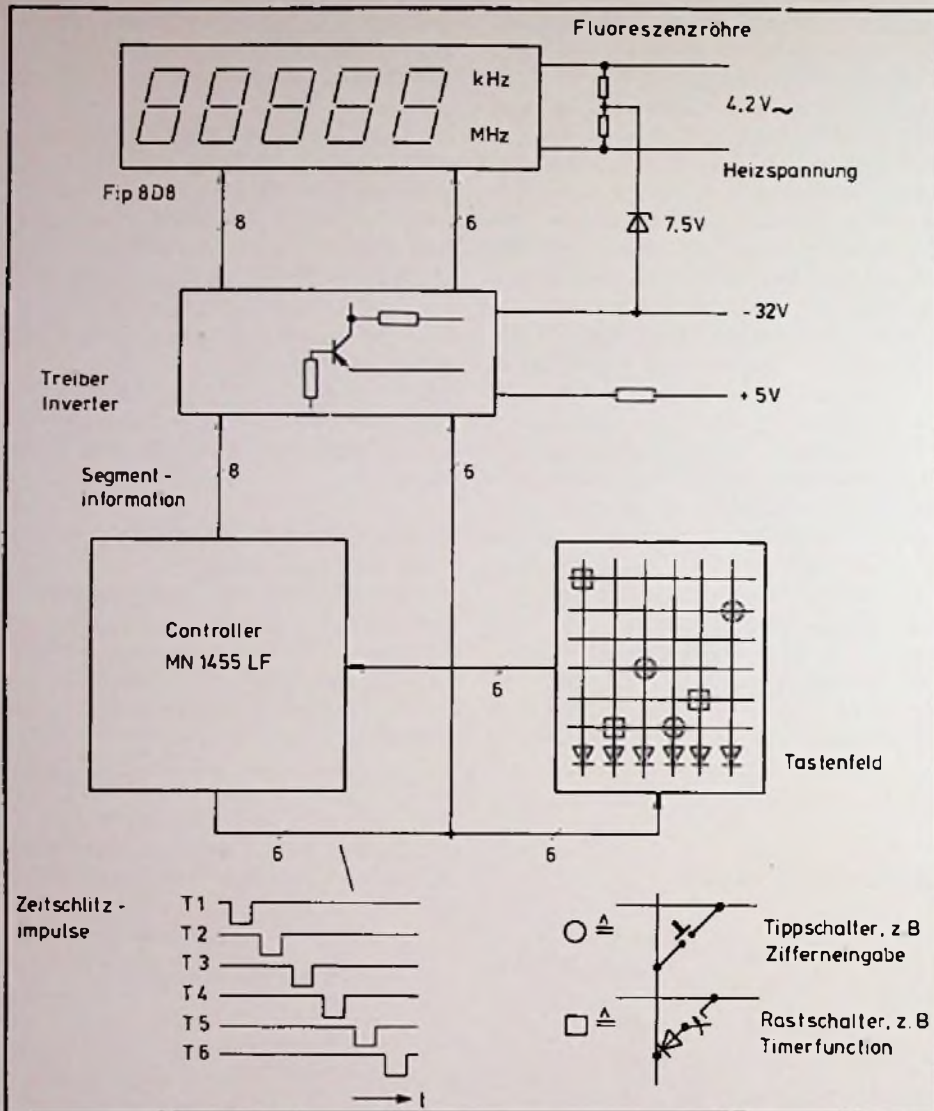 Fluoreszenzröhre
kHz
MHz
4.2V~
Heizspannung
Fip 8D8
8
6
7.5V
-32V
Treiber
Inverter
+5V
Segment-
information
8
6
Controller
MN 1455 LF
6
Tastenfeld
6
6
Zeitschlitz-
impulse
T1
T2
T3
T4
T5
T6
t
○ ≙
Tippschalter, z.B
Zifferneingabe
□ ≙
Rastschalter, z.B
Timerfunction